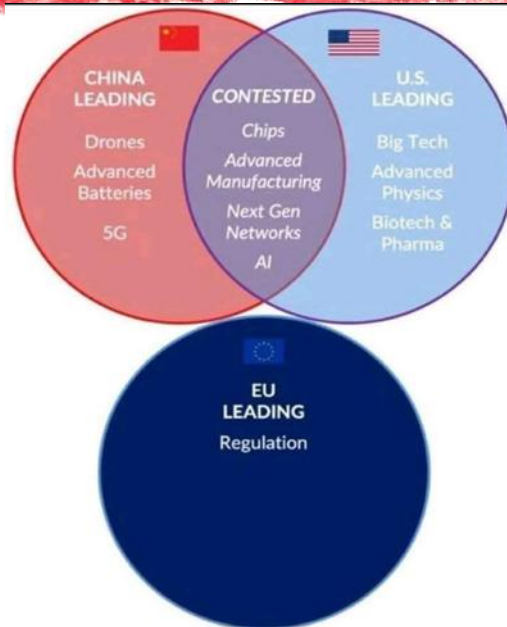 CHINA
LEADING
Drones
Advanced
Batteries
5G
CONTESTED
Chips
Advanced
Manufacturing
Next Gen
Networks
AI
U.S.
LEADING
Big Tech
Advanced
Physics
Biotech &
Pharma
EU
LEADING
Regulation